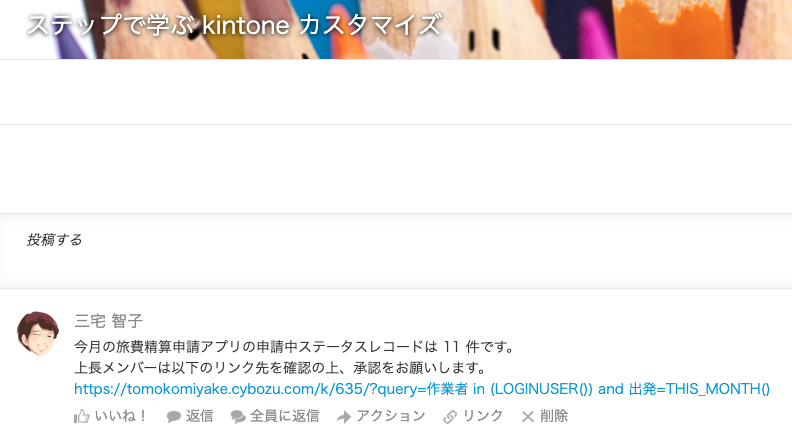 ステップで学ぶ kintone カスタマイズ
投稿する
三宅 智子
今月の旅費精算申請アプリの申請中ステータスレコードは 11 件です。
上長メンバーは以下のリンク先を確認の上、承認をお願いします。
https://tomokomiyake.cybozu.com/k/635/?query=作業者 in (LOGINUSER()) and 出発=THIS_MONTH()
いいね！ 返信 全員に返信 アクション リンク 削除